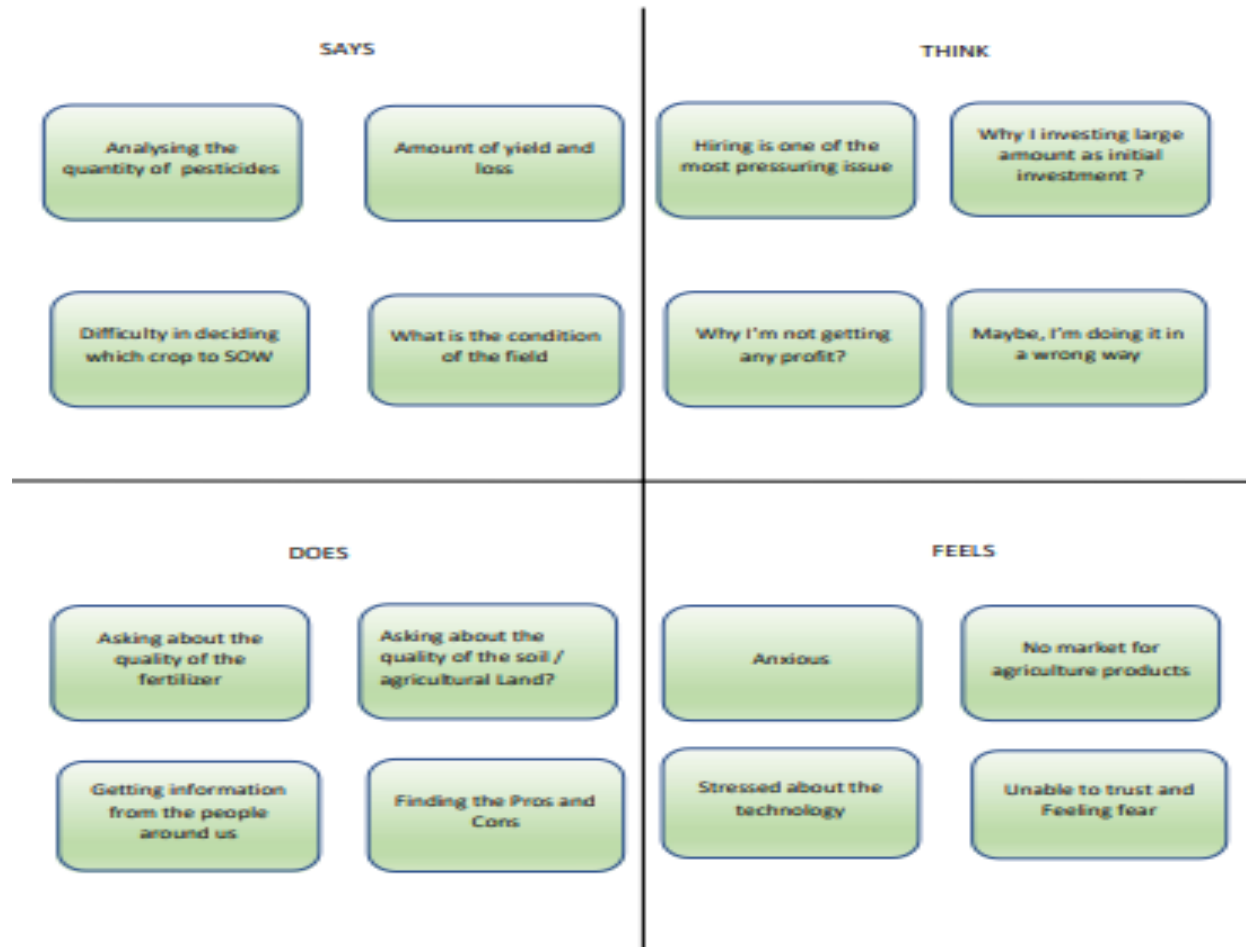 SAYS
Analysing the
quantity of pesticides
Amount of yield and
loss
Difficulty in deciding
which crop to SOW
What is the condition
of the field
THINK
Hiring is one of the
most pressuring issue
Why I investing large
amount as initial
investment ?
Why I'm not getting
any profit?
Maybe, I'm doing it in
a wrong way
DOES
Asking about the
quality of the
fertilizer
Asking about the
quality of the soil /
agricultural Land?
Getting information
from the people
around us
Finding the Pros and
Cons
FEELS
Anxious
No market for
agriculture products
Stressed about the
technology
Unable to trust and
Feeling fear